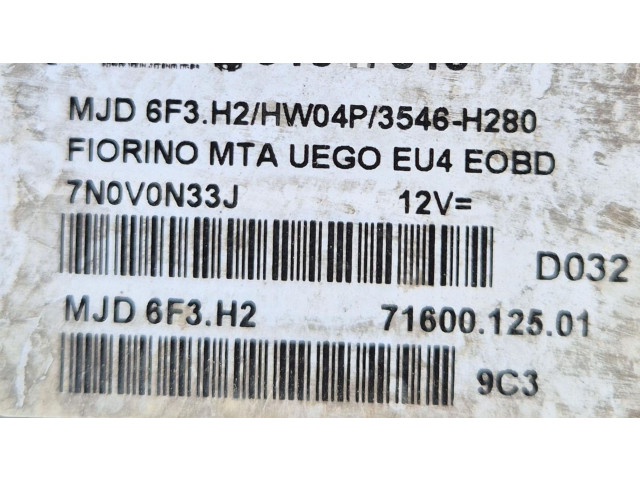 MJD 6F3.H2/HW04P/3546-H280
FIORINO MTA UEGO EU4 EOBD
7N0V0N33J 12V=
D032
MJD 6F3.H2 71600.125.01
9C3